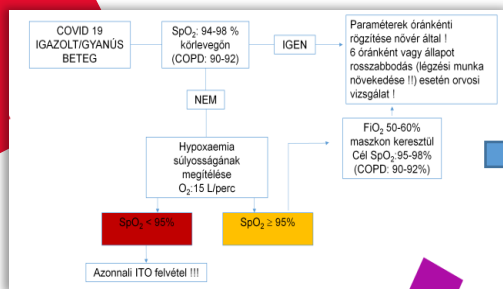 COVID 19
IGAZOLT/GYANÚS
BETEG
SpO₂: 94-98 %
körlevegőn
(COPD: 90-92)
IGEN
Paraméterek óránkénti
rögzítése nővér által !
6 óránként vagy állapot
rosszabbodás (légzési munka
növekedése !!) esetén orvosi
vizsgálat !
NEM
Hypoxaemia
súlyosságának
megítélése
O₂:15 L/perc
FiO² 50-60%
maszkon keresztül
Cél SpO₂:95-98%
(COPD: 90-92%)
SpO₂ < 95%
SpO₂ ≥ 95%
Azonnali ITO felvétel !!!